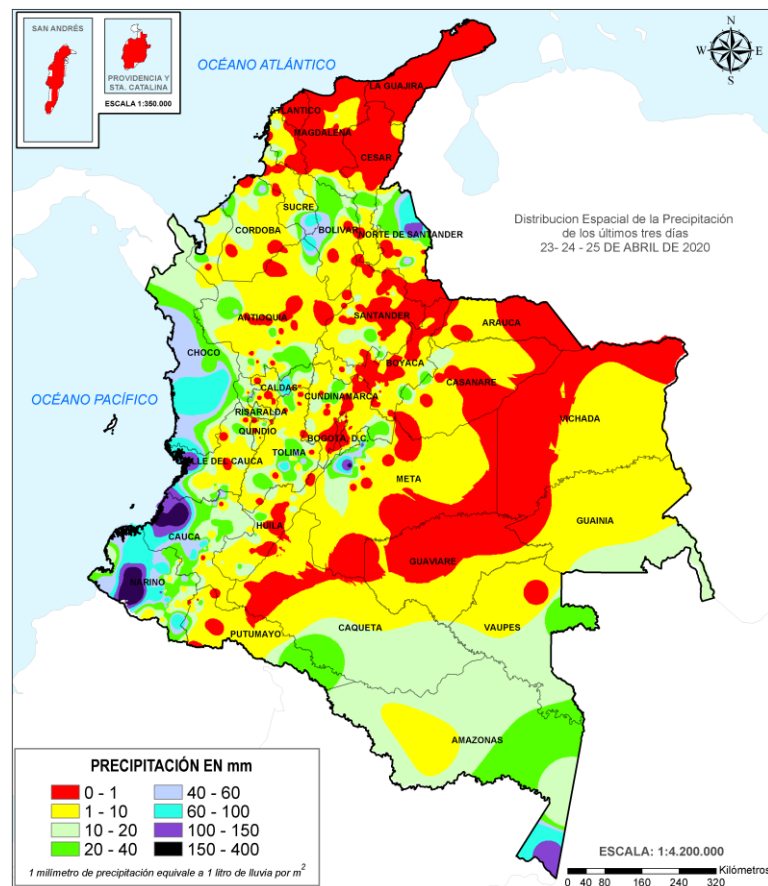 SAN ANDRÉS
PROVIDENCIA Y
STA. CATALINA
ESCALA 1:350.000
OCÉANO ATLÁNTICO
N
W E
S
LA GUAJIRA
ATLANTICO
MAGDALENA
CESAR
SUCRE
CORDOBA
BOLIVAR
NORTE DE SANTANDER
Distribucion Espacial de la Precipitación
de los últimos tres días
23- 24 - 25 DE ABRIL DE 2020
ANTIOQUIA
SANTANDER
ARAUCA
CHOCO
BOYACA
CASANARE
CALDAS
CUNDINAMARCA
OCÉANO PACÍFICO
RISARALDA
VICHADA
QUINDIO
BOGOTA, D.C.
TOLIMA
VALLE DEL CAUCA
META
GUAINIA
CAUCA
HUILA
GUAVIARE
NARIÑO
PUTUMAYO
CAQUETA
VAUPES
AMAZONAS
PRECIPITACIÓN EN mm
0 - 1 40 - 60
1 - 10 60 - 100
10 - 20 100 - 150
20 - 40 150 - 400
1 milímetro de precipitación equivale a 1 litro de lluvia por m2
ESCALA: 1:4.200.000
Kilómetros
0 40 80 160 240 320